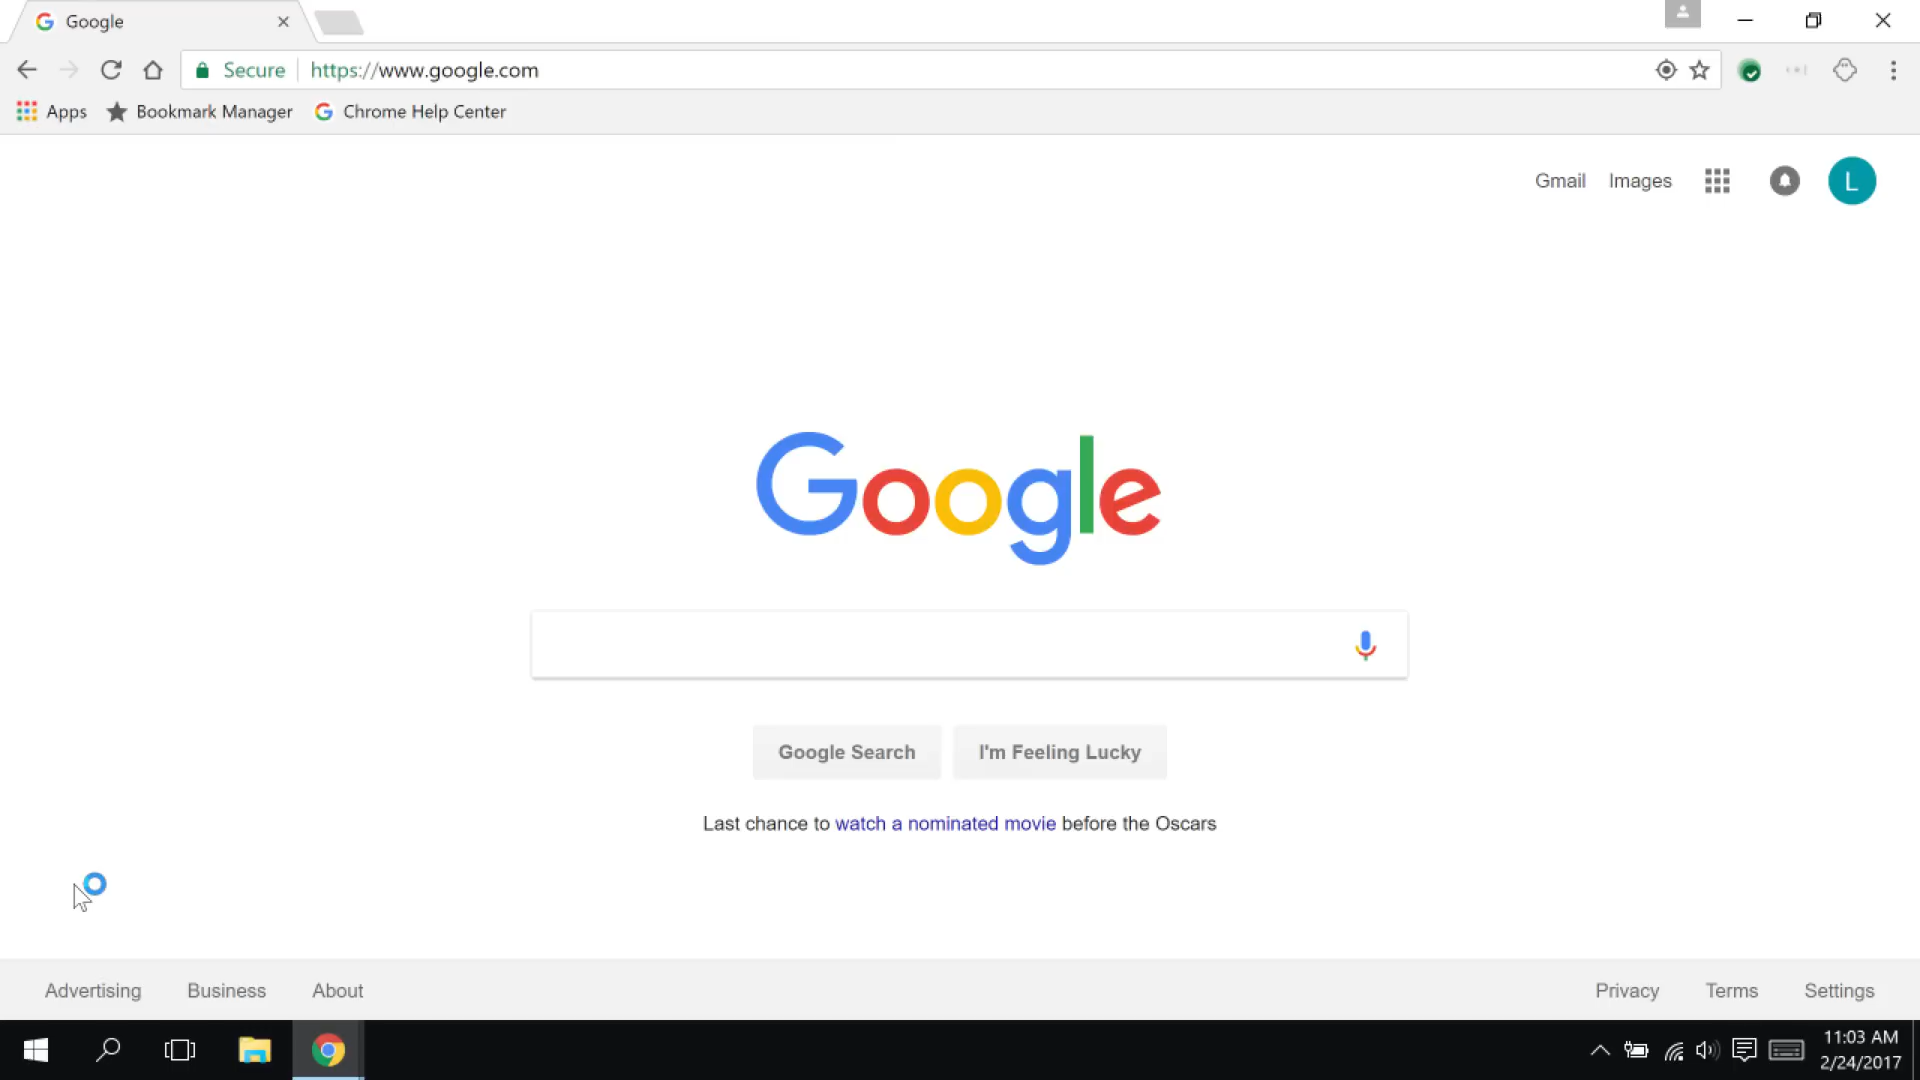 Google
Secure https://www.google.com
Apps Bookmark Manager Chrome Help Center
Gmail Images L
Google
Google Search I'm Feeling Lucky
Last chance to watch a nominated movie before the Oscars
Advertising Business About Privacy Terms Settings
11:03 AM
2/24/2017